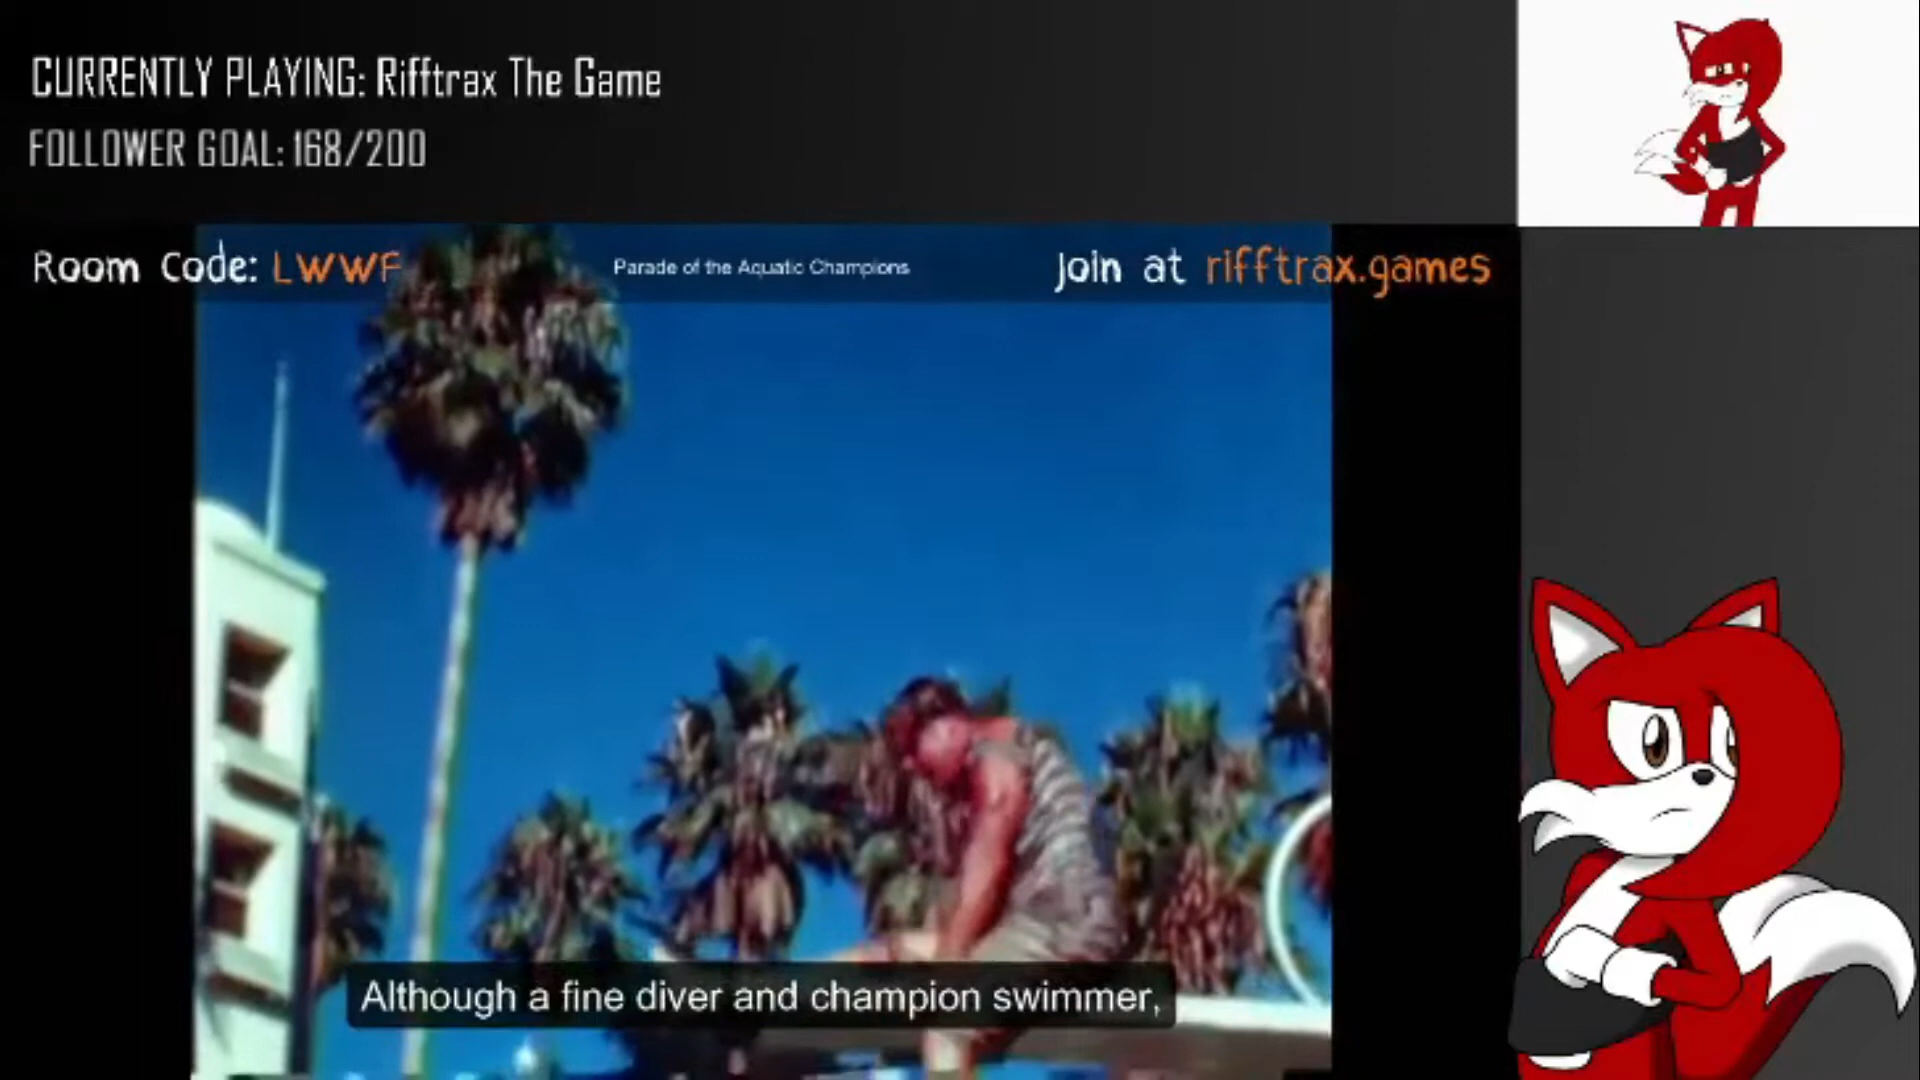 CURRENTLY PLAYING: Rifftrax The Game
FOLLOWER GOAL: 168/200
Room Code: LWWF
Parade of the Aquatic Champions
Join at rifftrax.games
Although a fine diver and champion swimmer,